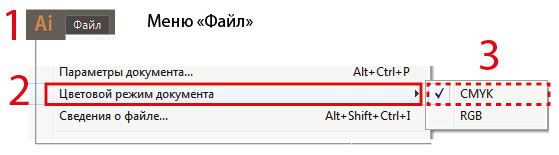 1 Ai Файл Меню «Файл»
3
Параметры документа... Alt+Ctrl+P
2 Цветовой режим документа ✓ CMYK
Сведения о файле... Alt+Shift+Ctrl+I RGB